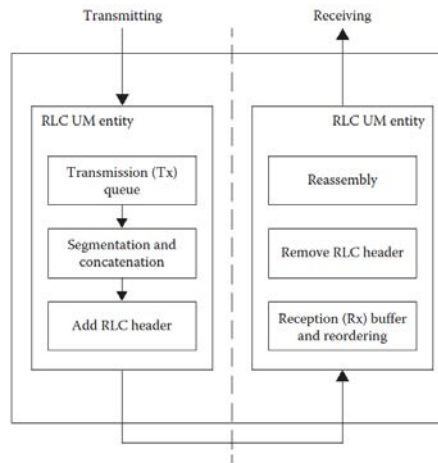 Transmitting
Receiving
RLC UM entity
Transmission (Tx)
queue
Segmentation and
concatenation
Add RLC header
RLC UM entity
Reassembly
Remove RLC header
Reception (Rx) buffer
and reordering